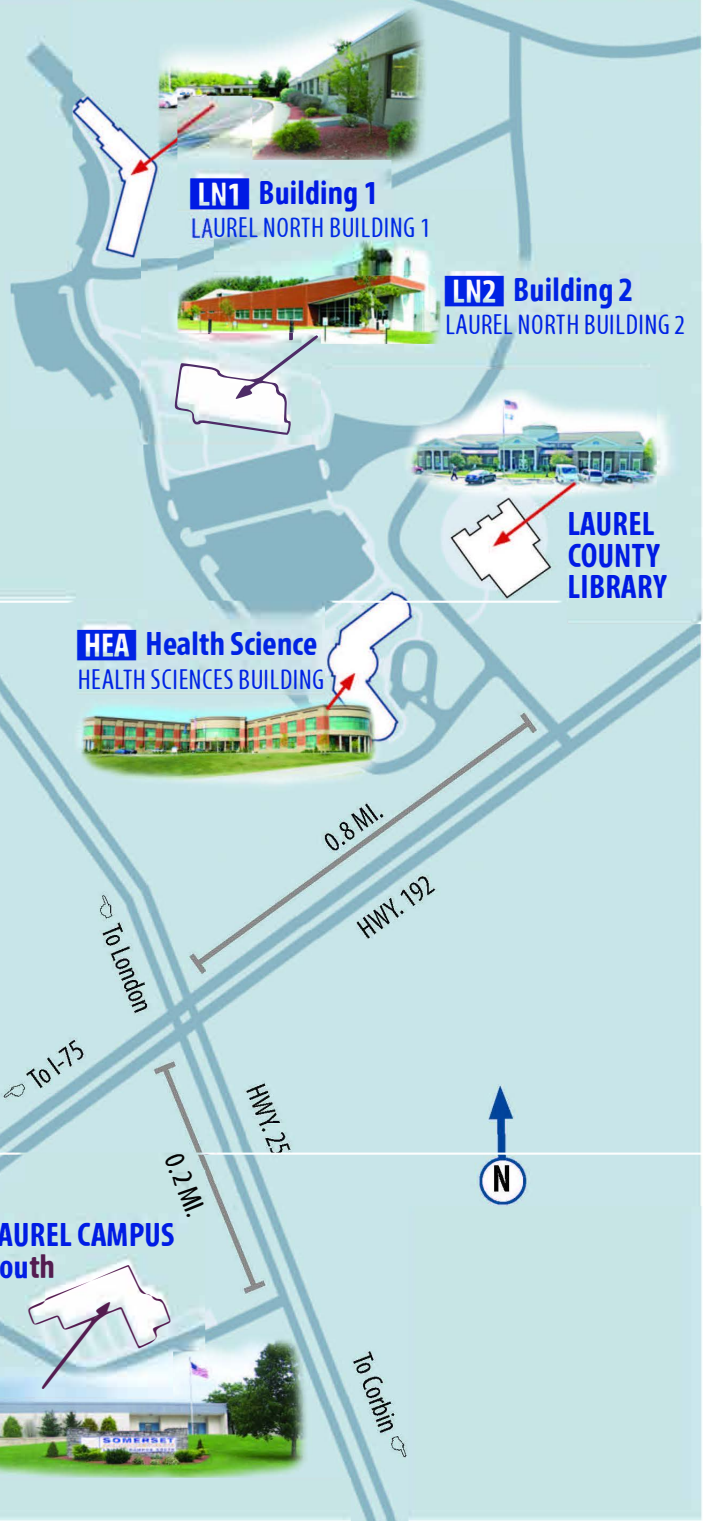 LN1 Building 1
LAUREL NORTH BUILDING 1
LN2 Building 2
LAUREL NORTH BUILDING 2
LAUREL
COUNTY
LIBRARY
HEA Health Science
HEALTH SCIENCES BUILDING
0.8 MI.
HWY. 192
To London
To I-75
HWY. 25
N
0.2 MI.
AUREL CAMPUS
outh
To Corbin
SOMERSET